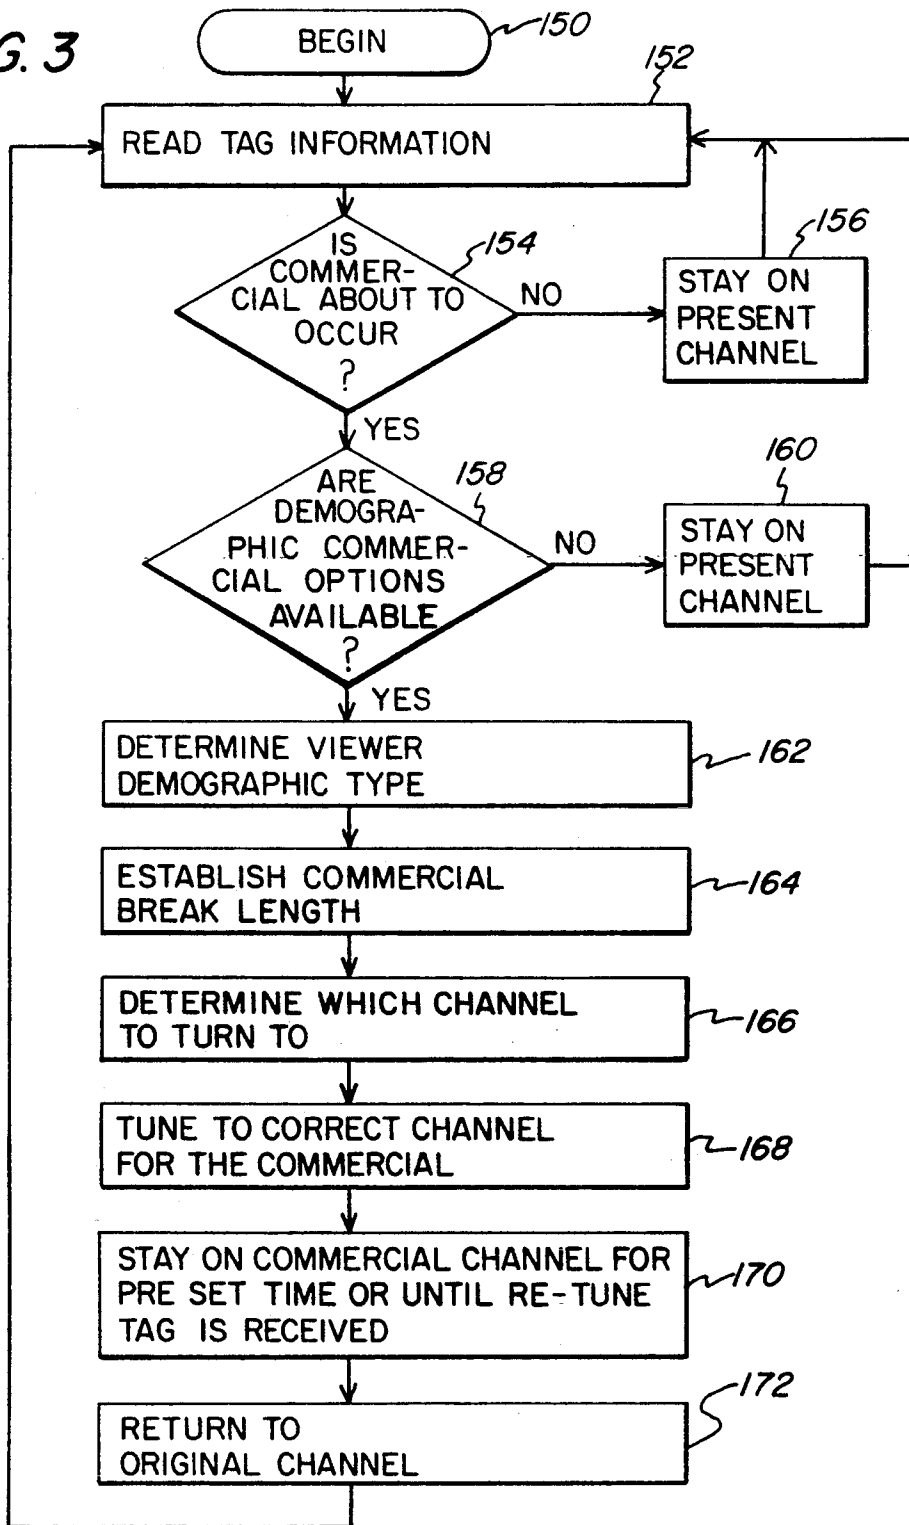 G. 3
BEGIN
150
152
READ TAG INFORMATION
IS
COMMER-
CIAL ABOUT TO
OCCUR
?
154
NO
156
STAY ON
PRESENT
CHANNEL
YES
ARE
DEMOGRA-
PHIC COMMER-
CIAL OPTIONS
AVAILABLE
?
158
NO
160
STAY ON
PRESENT
CHANNEL
YES
DETERMINE VIEWER
DEMOGRAPHIC TYPE
162
ESTABLISH COMMERCIAL
BREAK LENGTH
164
DETERMINE WHICH CHANNEL
TO TURN TO
166
TUNE TO CORRECT CHANNEL
FOR THE COMMERCIAL
168
STAY ON COMMERCIAL CHANNEL FOR
PRE SET TIME OR UNTIL RE-TUNE
TAG IS RECEIVED
170
172
RETURN TO
ORIGINAL CHANNEL